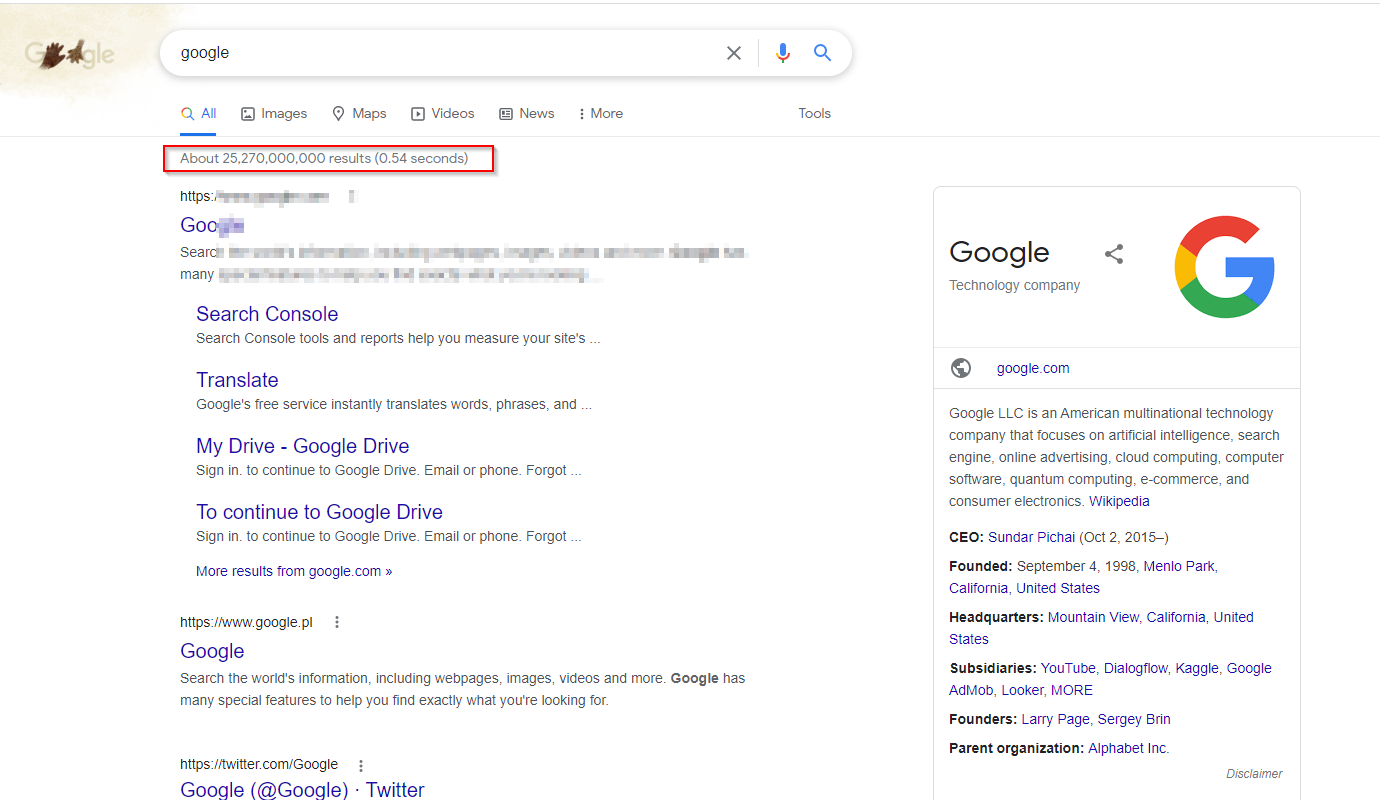 Google
google
All Images Maps Videos News More Tools
About 25,270,000,000 results (0.54 seconds)
https:/
Goo
Search
many
Search Console
Search Console tools and reports help you measure your site's ...
Translate
Google's free service instantly translates words, phrases, and ...
My Drive - Google Drive
Sign in. to continue to Google Drive. Email or phone. Forgot ...
To continue to Google Drive
Sign in. to continue to Google Drive. Email or phone. Forgot ...
More results from google.com »
https://www.google.pl
Google
Search the world's information, including webpages, images, videos and more. Google has
many special features to help you find exactly what you're looking for.
https://twitter.com/Google
Google (@Google) · Twitter
Google
Technology company
google.com
Google LLC is an American multinational technology
company that focuses on artificial intelligence, search
engine, online advertising, cloud computing, computer
software, quantum computing, e-commerce, and
consumer electronics. Wikipedia
CEO: Sundar Pichai (Oct 2, 2015–)
Founded: September 4, 1998, Menlo Park,
California, United States
Headquarters: Mountain View, California, United
States
Subsidiaries: YouTube, Dialogflow, Kaggle, Google
AdMob, Looker, MORE
Founders: Larry Page, Sergey Brin
Parent organization: Alphabet Inc.
Disclaimer